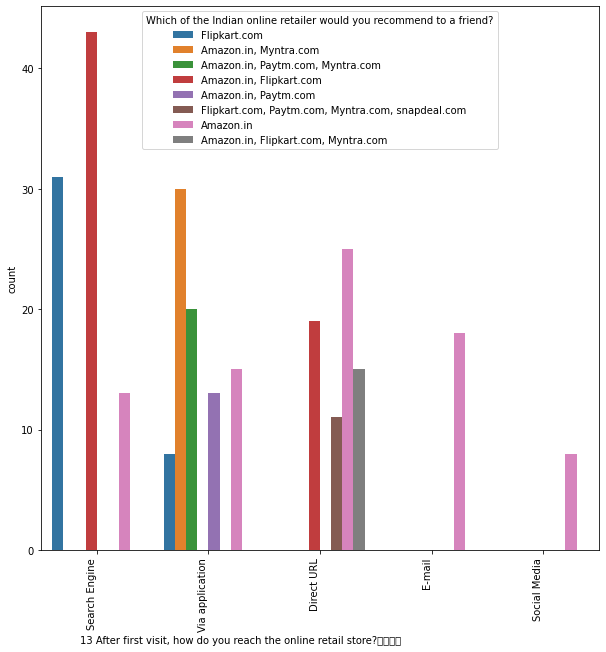 Which of the Indian online retailer would you recommend to a friend?
Flipkart.com
Amazon.in, Myntra.com
Amazon.in, Paytm.com, Myntra.com
Amazon.in, Flipkart.com
Amazon.in, Paytm.com
Flipkart.com, Paytm.com, Myntra.com, snapdeal.com
Amazon.in
Amazon.in, Flipkart.com, Myntra.com
40
30
20
10
0
count
Search Engine
Via application
Direct URL
E-mail
Social Media
13 After first visit, how do you reach the online retail store?